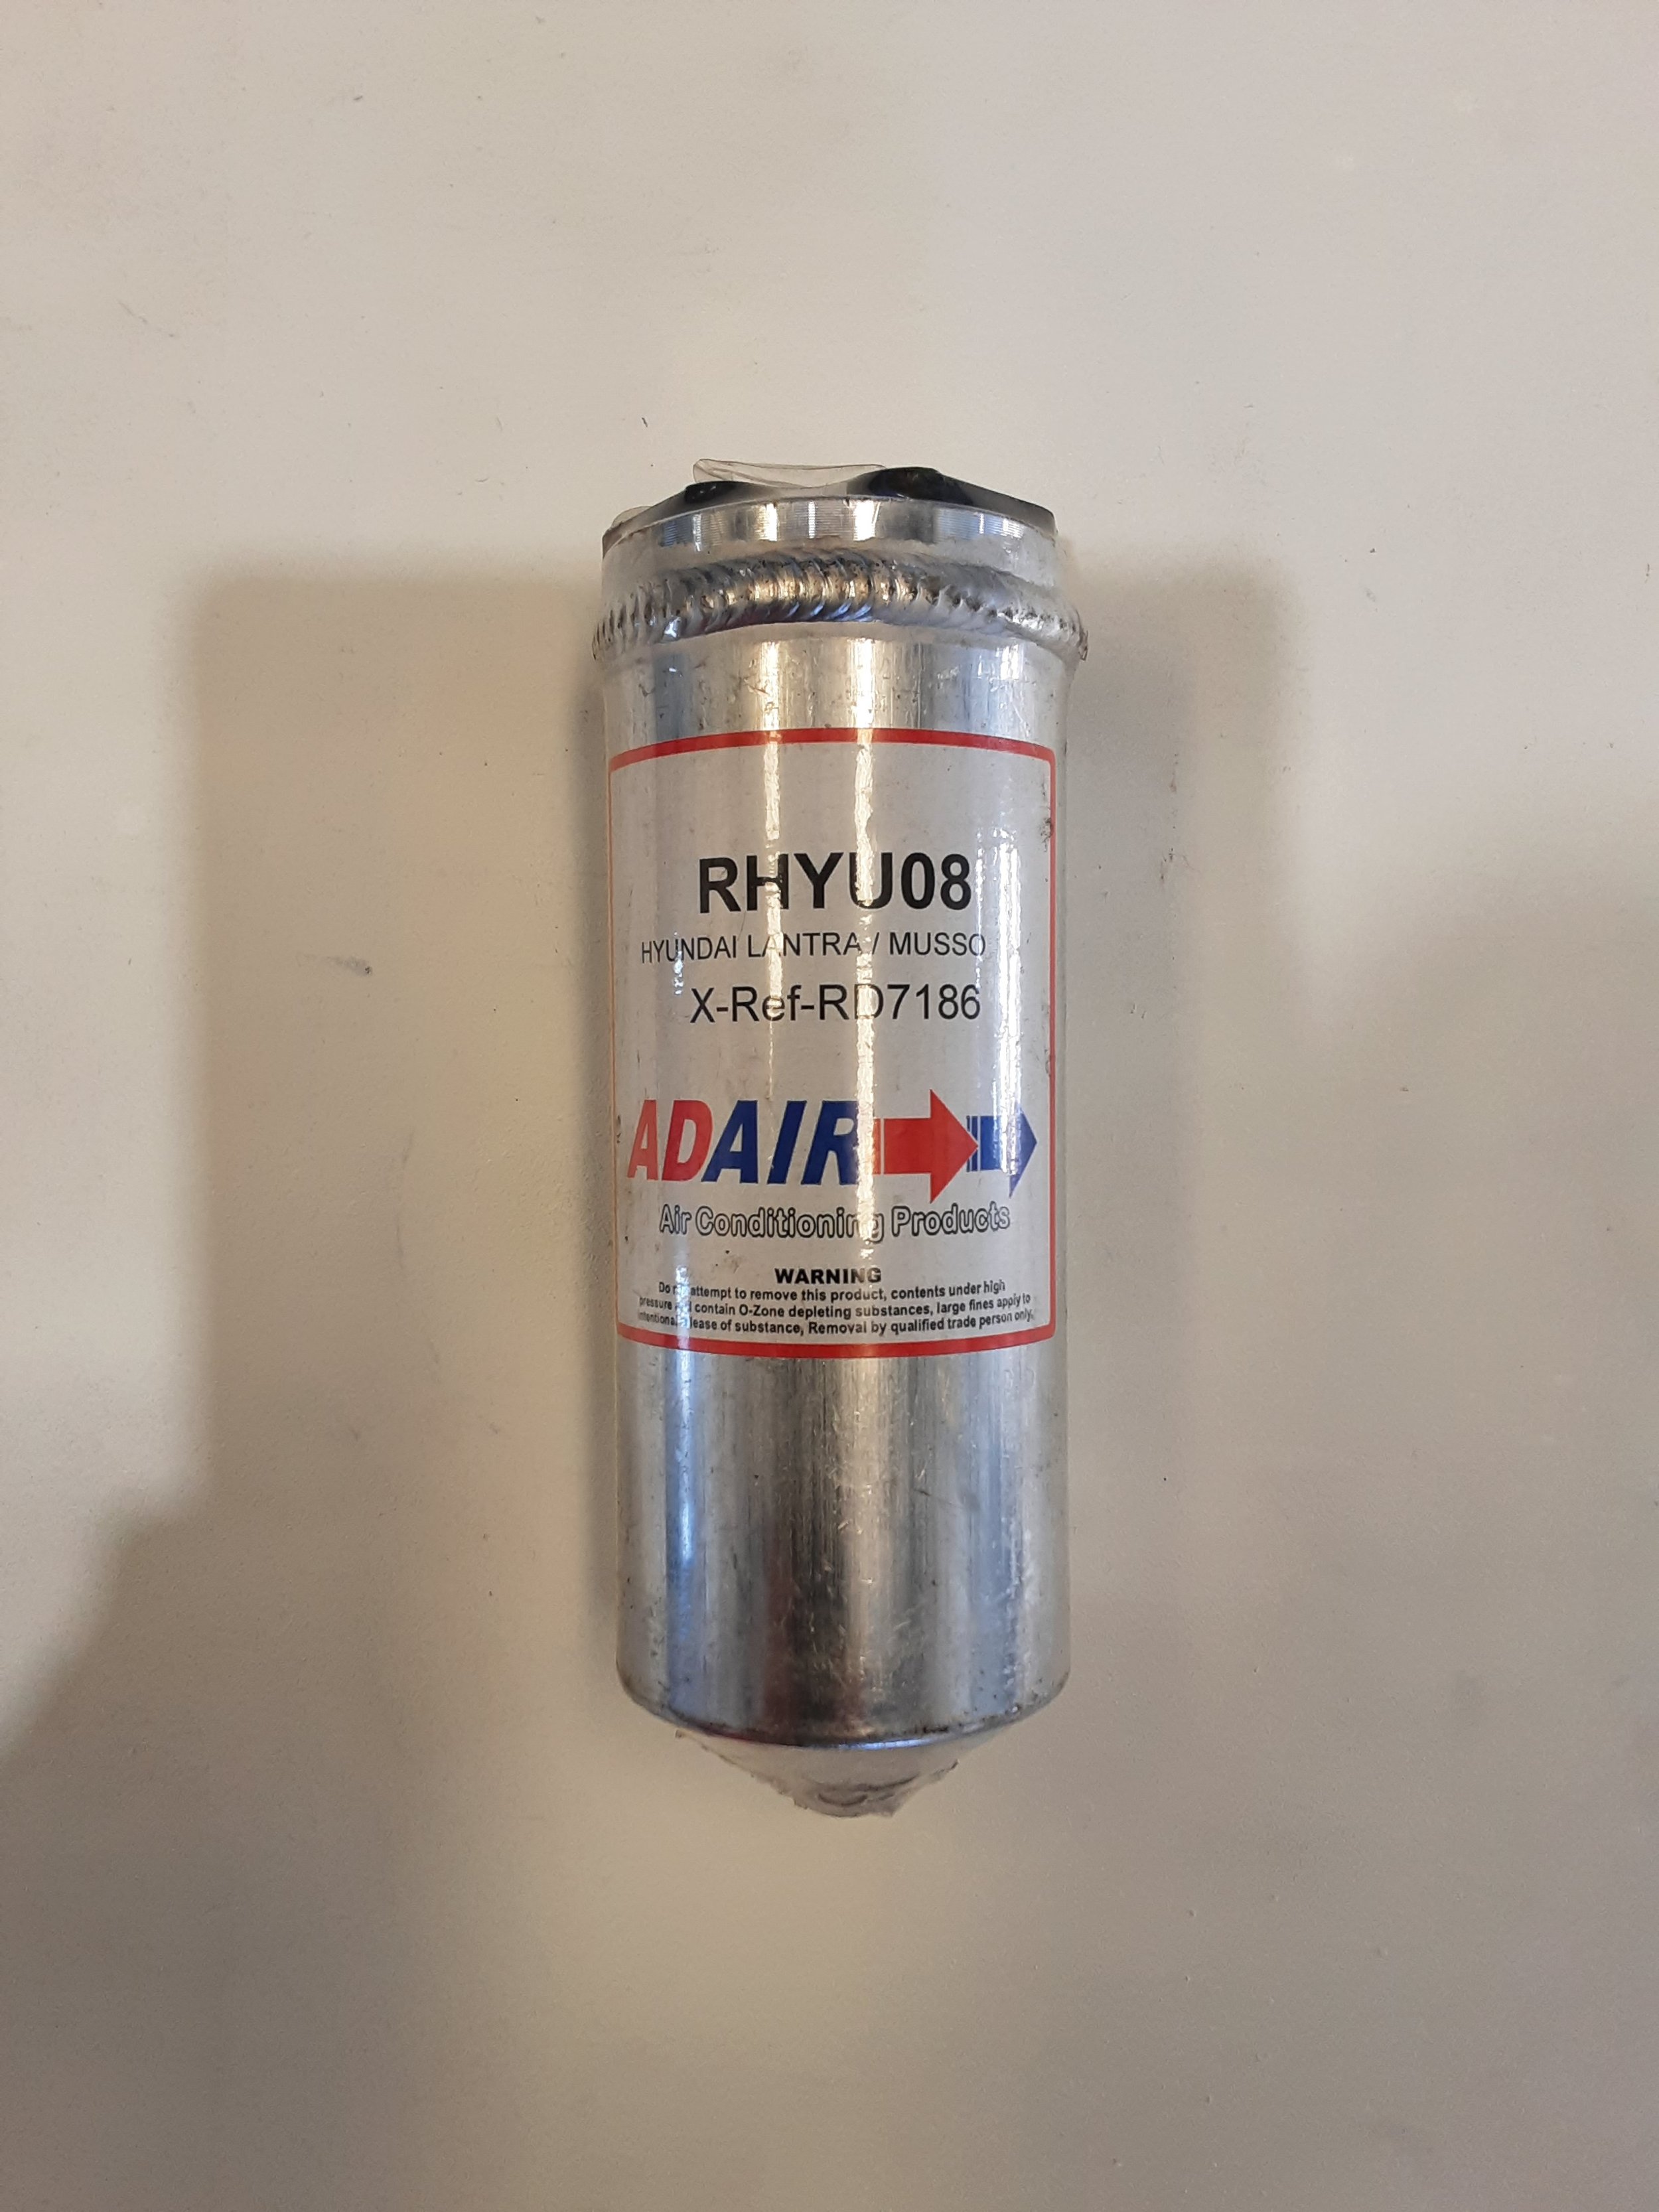 RHYU08
HYUNDAI LANTRA / MUSSO
X-Ref-RD7186
ADAIR
Air Conditioning Products
WARNING
Do attempt to remove this product, contents under high
pressure contain O-Zone depleting substances, large fines apply to
of substance, Removal by qualified trade person only.